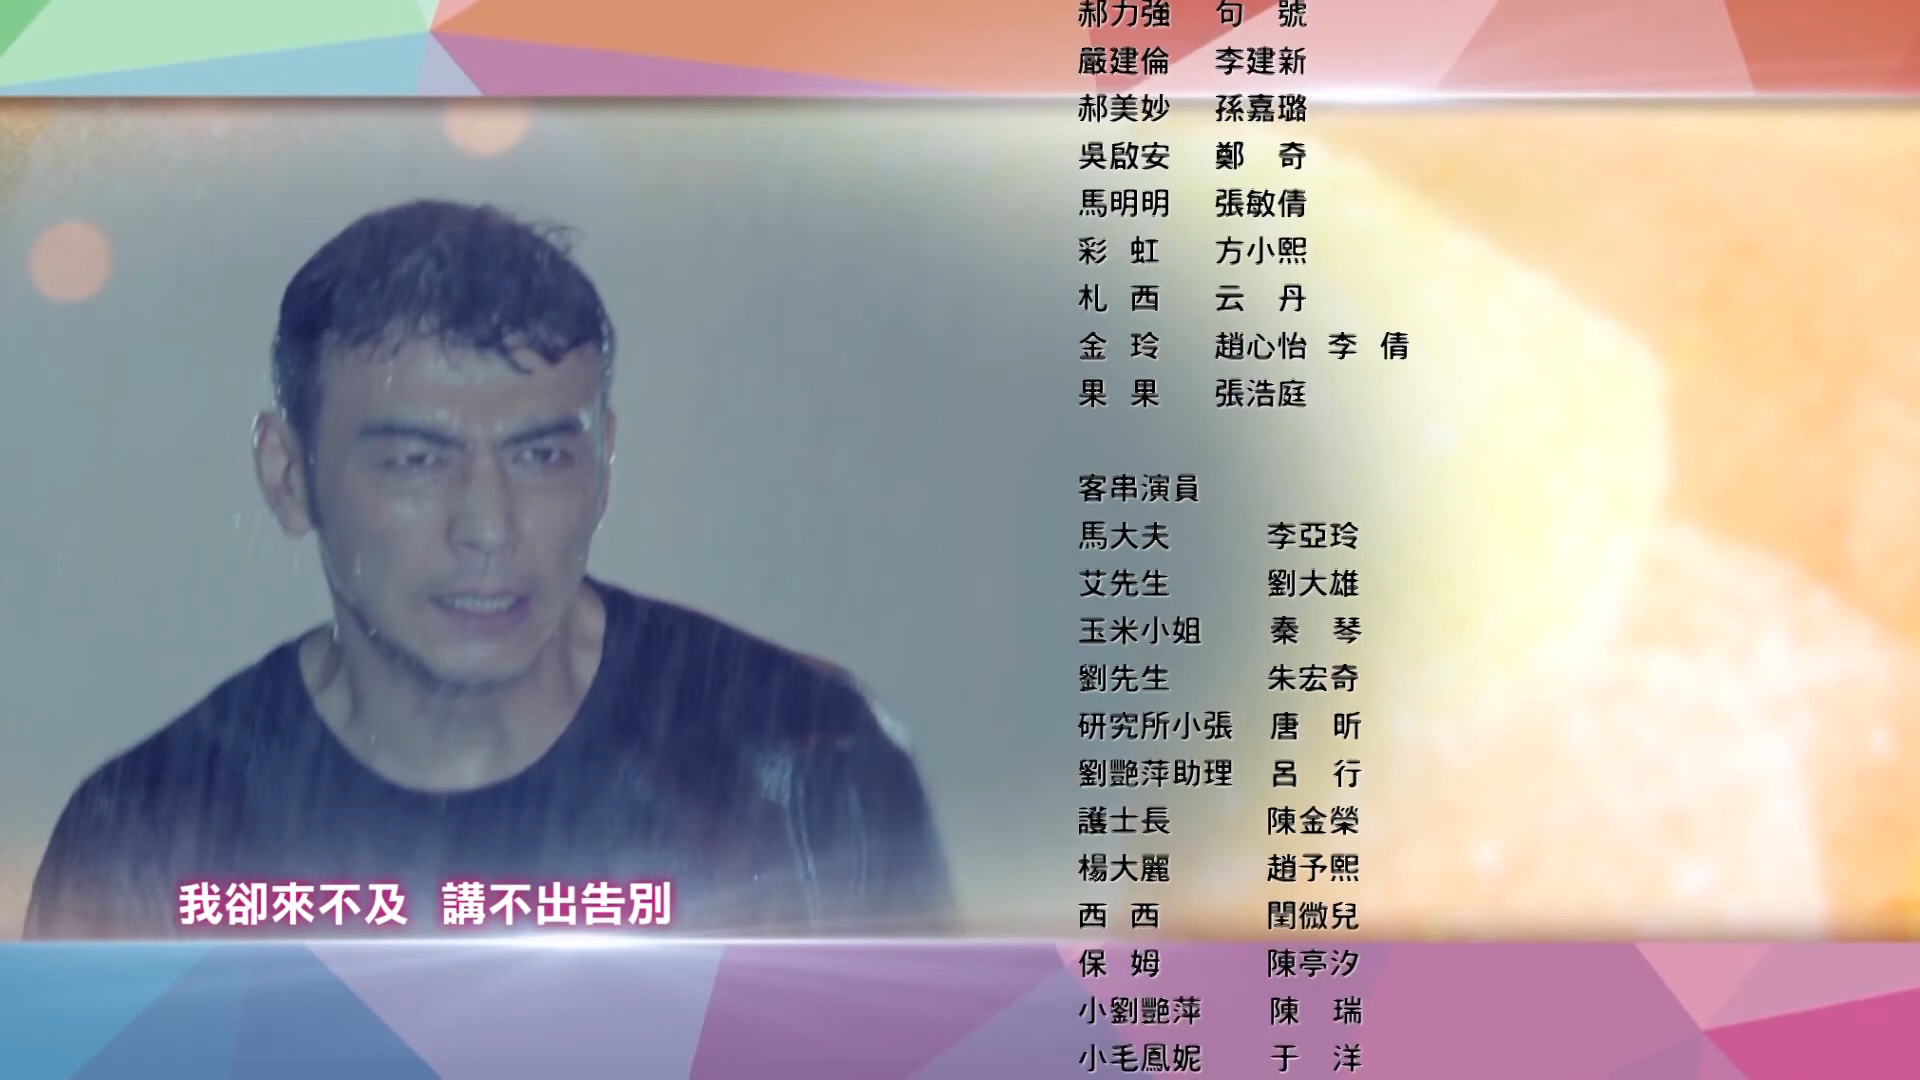 郝力強 句 號
嚴建倫 李建新
郝美妙 孫嘉璐
吳啟安 鄭 奇
馬明明 張敏倩
彩 虹 方小熙
札 西 云 丹
金 玲 趙心怡 李 倩
果 果 張浩庭
客串演員
馬大夫 李亞玲
艾先生 劉大雄
玉米小姐 秦 琴
劉先生 朱宏奇
研究所小張 唐 昕
劉艷萍助理 呂 行
護士長 陳金榮
楊大麗 趙予熙
西 西 閏微兒
保 姆 陳亭汐
小劉艷萍 陳 瑞
小毛鳳妮 于 洋
我卻來不及 講不出告別